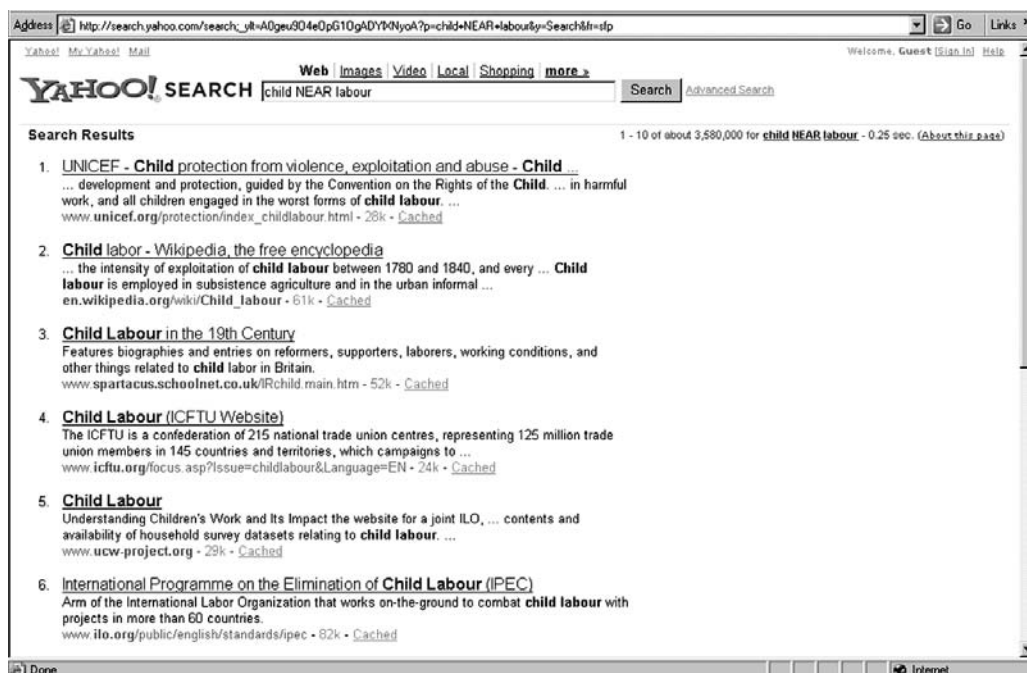 Address http://search.yahoo.com/search;_ylt=A0geu9O4eOpG1OgADYfXNyoA?p=child+NEAR+labour&y=Search&fr=sfp Go Links »
Yahoo! My Yahoo! Mail Welcome, Guest [Sign In] Help
Web Images Video Local Shopping more »
YAHOO! SEARCH child NEAR labour Search Advanced Search
Search Results 1 - 10 of about 3,580,000 for child NEAR labour - 0.25 sec. (About this page)
1. UNICEF - Child protection from violence, exploitation and abuse - Child ...
... development and protection, guided by the Convention on the Rights of the Child. ... in harmful
work, and all children engaged in the worst forms of child labour. ...
www.unicef.org/protection/index_childlabour.html - 28k - Cached
2. Child labor - Wikipedia, the free encyclopedia
... the intensity of exploitation of child labour between 1780 and 1840, and every ... Child
labour is employed in subsistence agriculture and in the urban informal ...
en.wikipedia.org/wiki/Child_labour - 61k - Cached
3. Child Labour in the 19th Century
Features biographies and entries on reformers, supporters, laborers, working conditions, and
other things related to child labor in Britain.
www.spartacus.schoolnet.co.uk/IRchild.main.htm - 52k - Cached
4. Child Labour (ICFTU Website)
The ICFTU is a confederation of 215 national trade union centres, representing 125 million trade
union members in 145 countries and territories, which campaigns to ...
www.icftu.org/focus.asp?Issue=childlabour&Language=EN - 24k - Cached
5. Child Labour
Understanding Children's Work and Its Impact the website for a joint ILO, ... contents and
availability of household survey datasets relating to child labour. ...
www.ucw-project.org - 29k - Cached
6. International Programme on the Elimination of Child Labour (IPEC)
Arm of the International Labor Organization that works on-the-ground to combat child labour with
projects in more than 60 countries.
www.ilo.org/public/english/standards/ipec - 82k - Cached
Done Internet